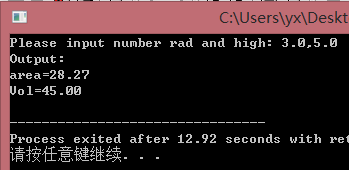 C:\Users\yx\Deskt
Please input number rad and high: 3.0,5.0
Output:
area=28.27
Vol=45.00
--------------------------------
Process exited after 12.92 seconds with ret
请按任意键继续. . .